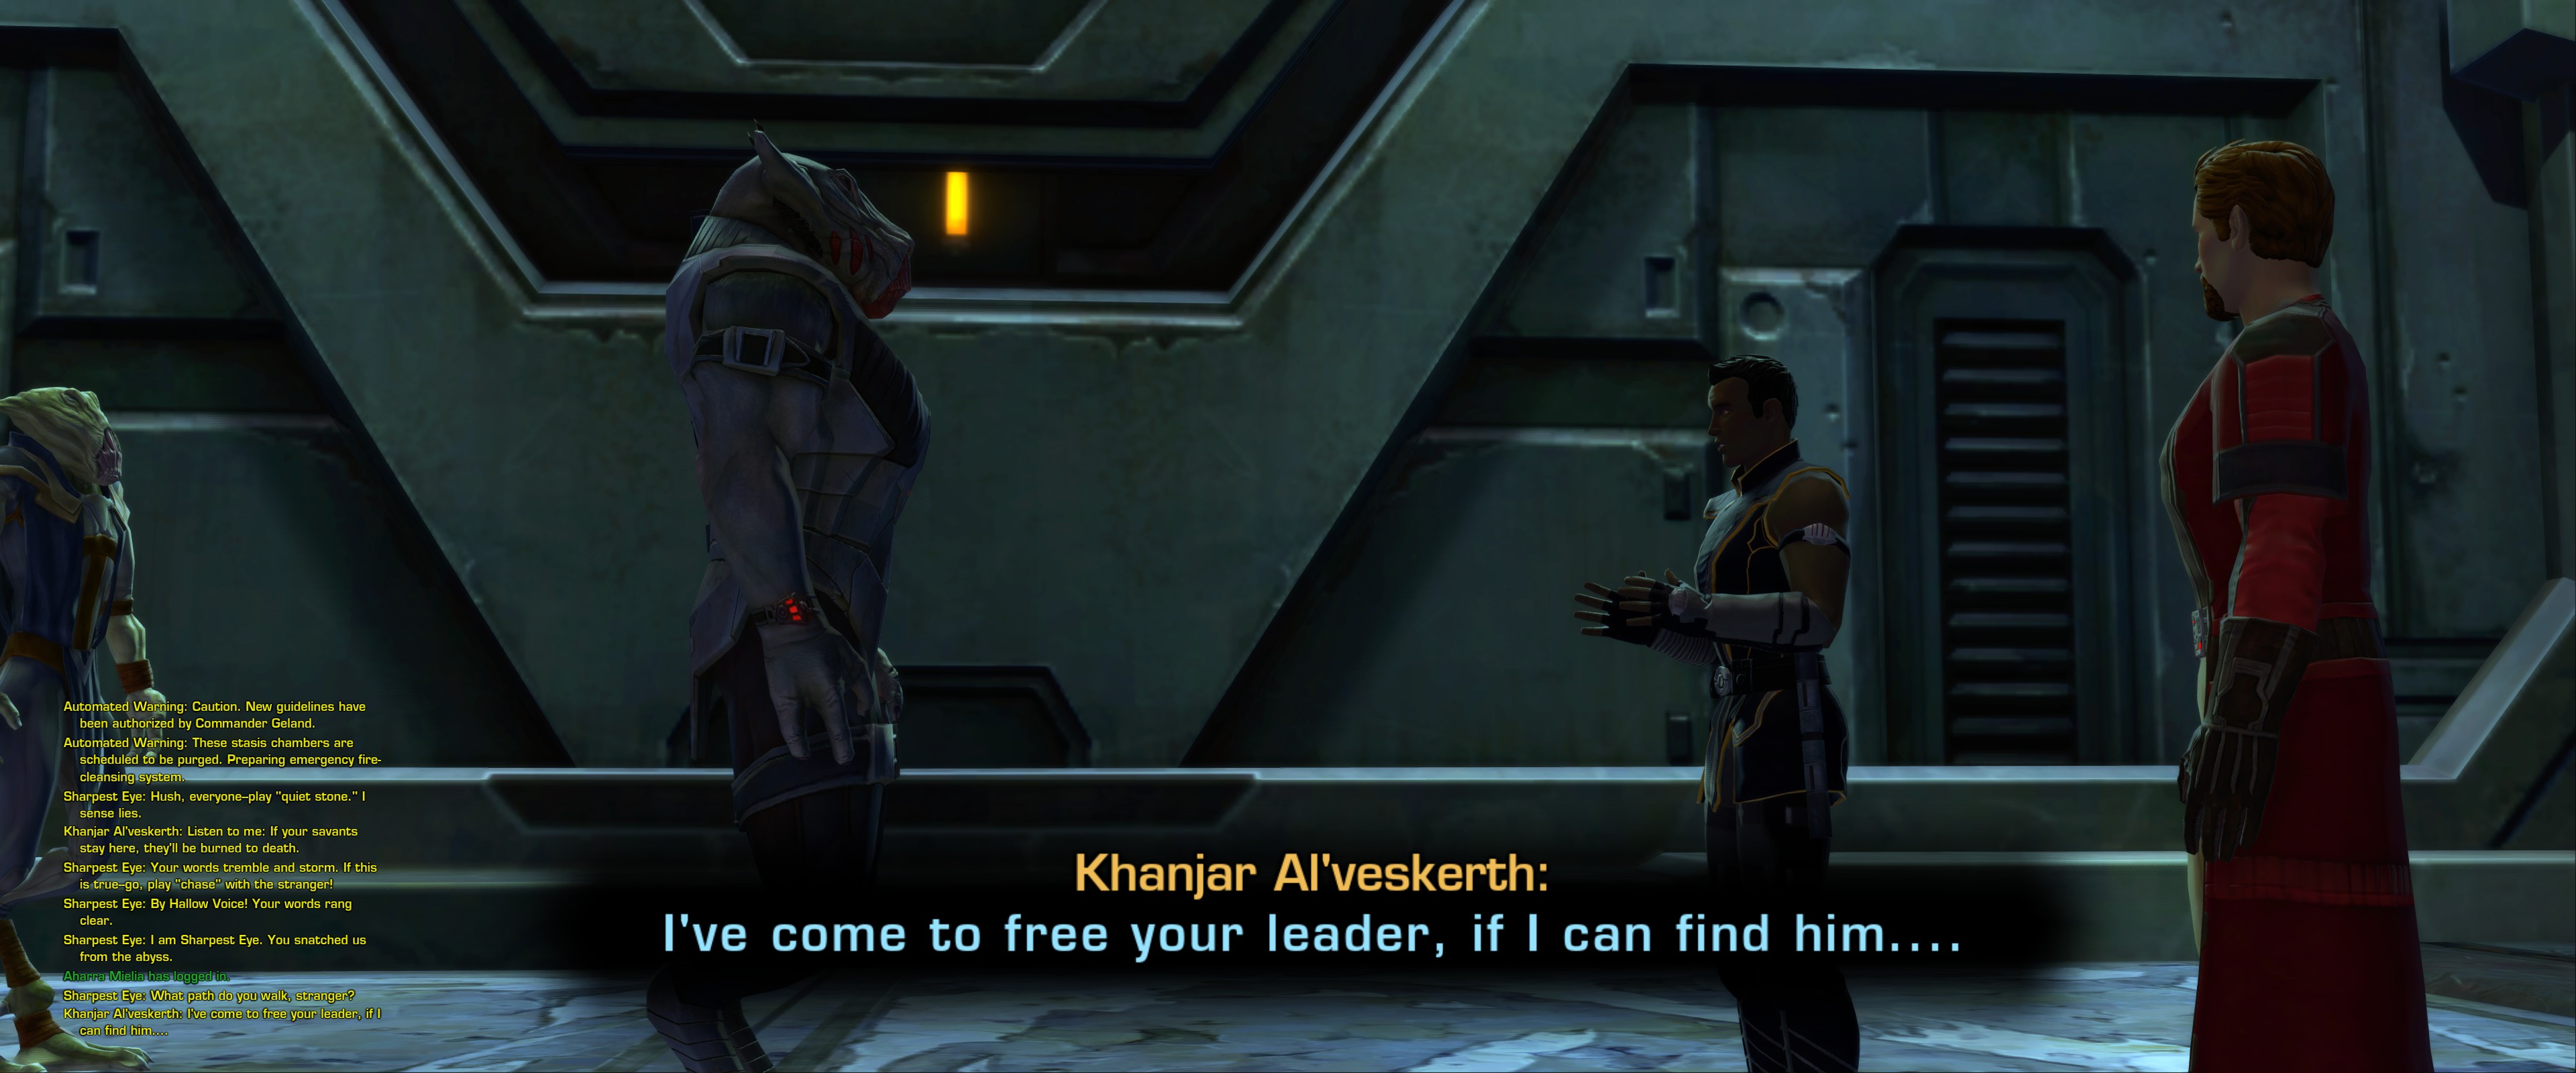 Automated Warning: Caution. New guidelines have
been authorized by Commander Geland.
Automated Warning: These stasis chambers are
scheduled to be purged. Preparing emergency fire-
cleansing system.
Sharpest Eye: Hush, everyone–play "quiet stone." I
sense lies.
Khanjar Al'veskerth: Listen to me: If your savants
stay here, they'll be burned to death.
Sharpest Eye: Your words tremble and storm. If this
is true–go, play "chase" with the stranger!
Sharpest Eye: By Hallow Voice! Your words rang
clear.
Sharpest Eye: I am Sharpest Eye. You snatched us
from the abyss.
Aharra Mielia has logged in.
Sharpest Eye: What path do you walk, stranger?
Khanjar Al'veskerth: I've come to free your leader, if I
can find him....
Khanjar Al'veskerth:
I've come to free your leader, if I can find him....